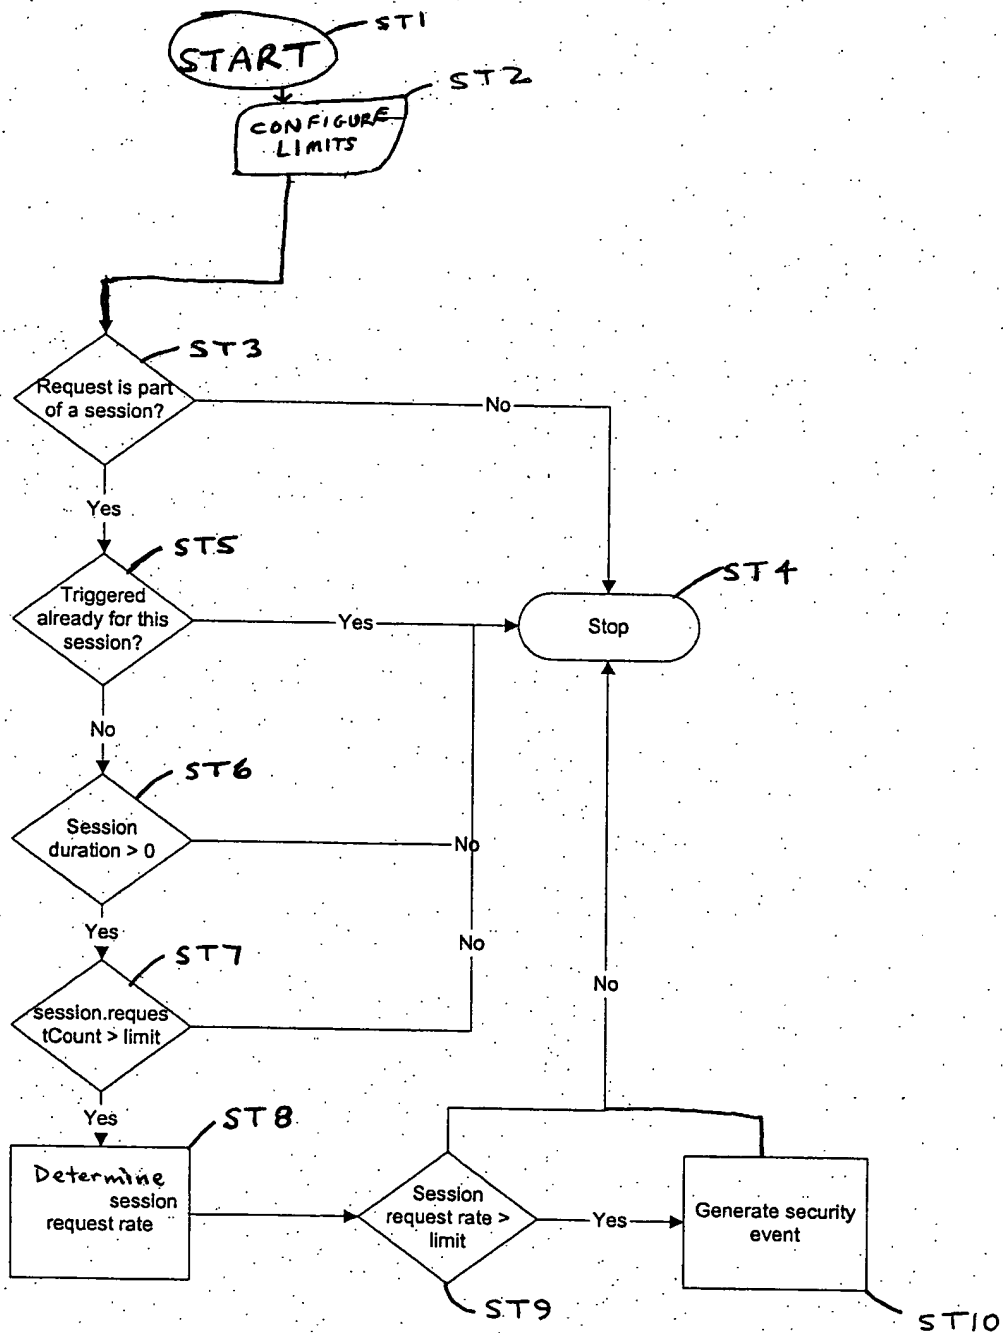 ST1
START
ST2
CONFIGURE
LIMITS
ST3
Request is part
of a session?
No
Yes
ST5
Triggered
already for this
session?
Yes
ST4
Stop
No
ST6
Session
duration > 0
No
Yes
No
ST7
session.reques
tCount > limit
No
Yes
ST8
Determine
session
request rate
Session
request rate >
limit
Yes
Generate security
event
ST9
ST10